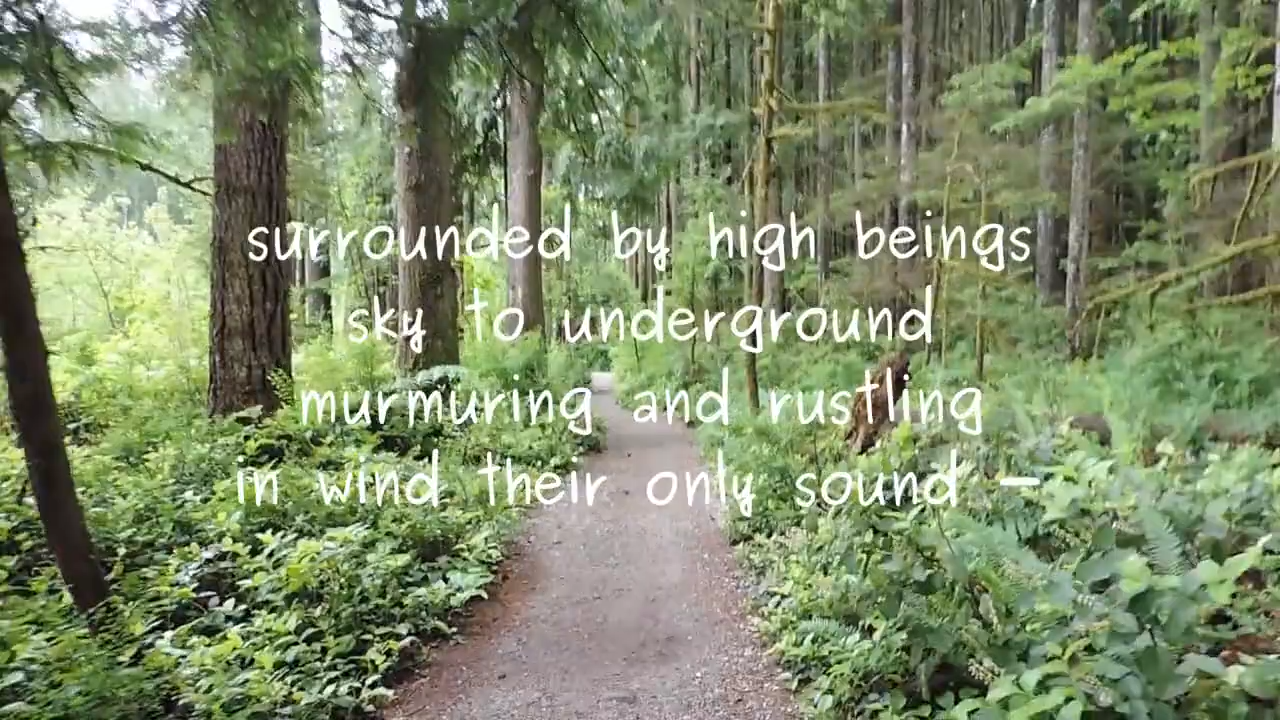 surrounded by high beings
sky to underground
murmuring and rustling
in wind their only sound –